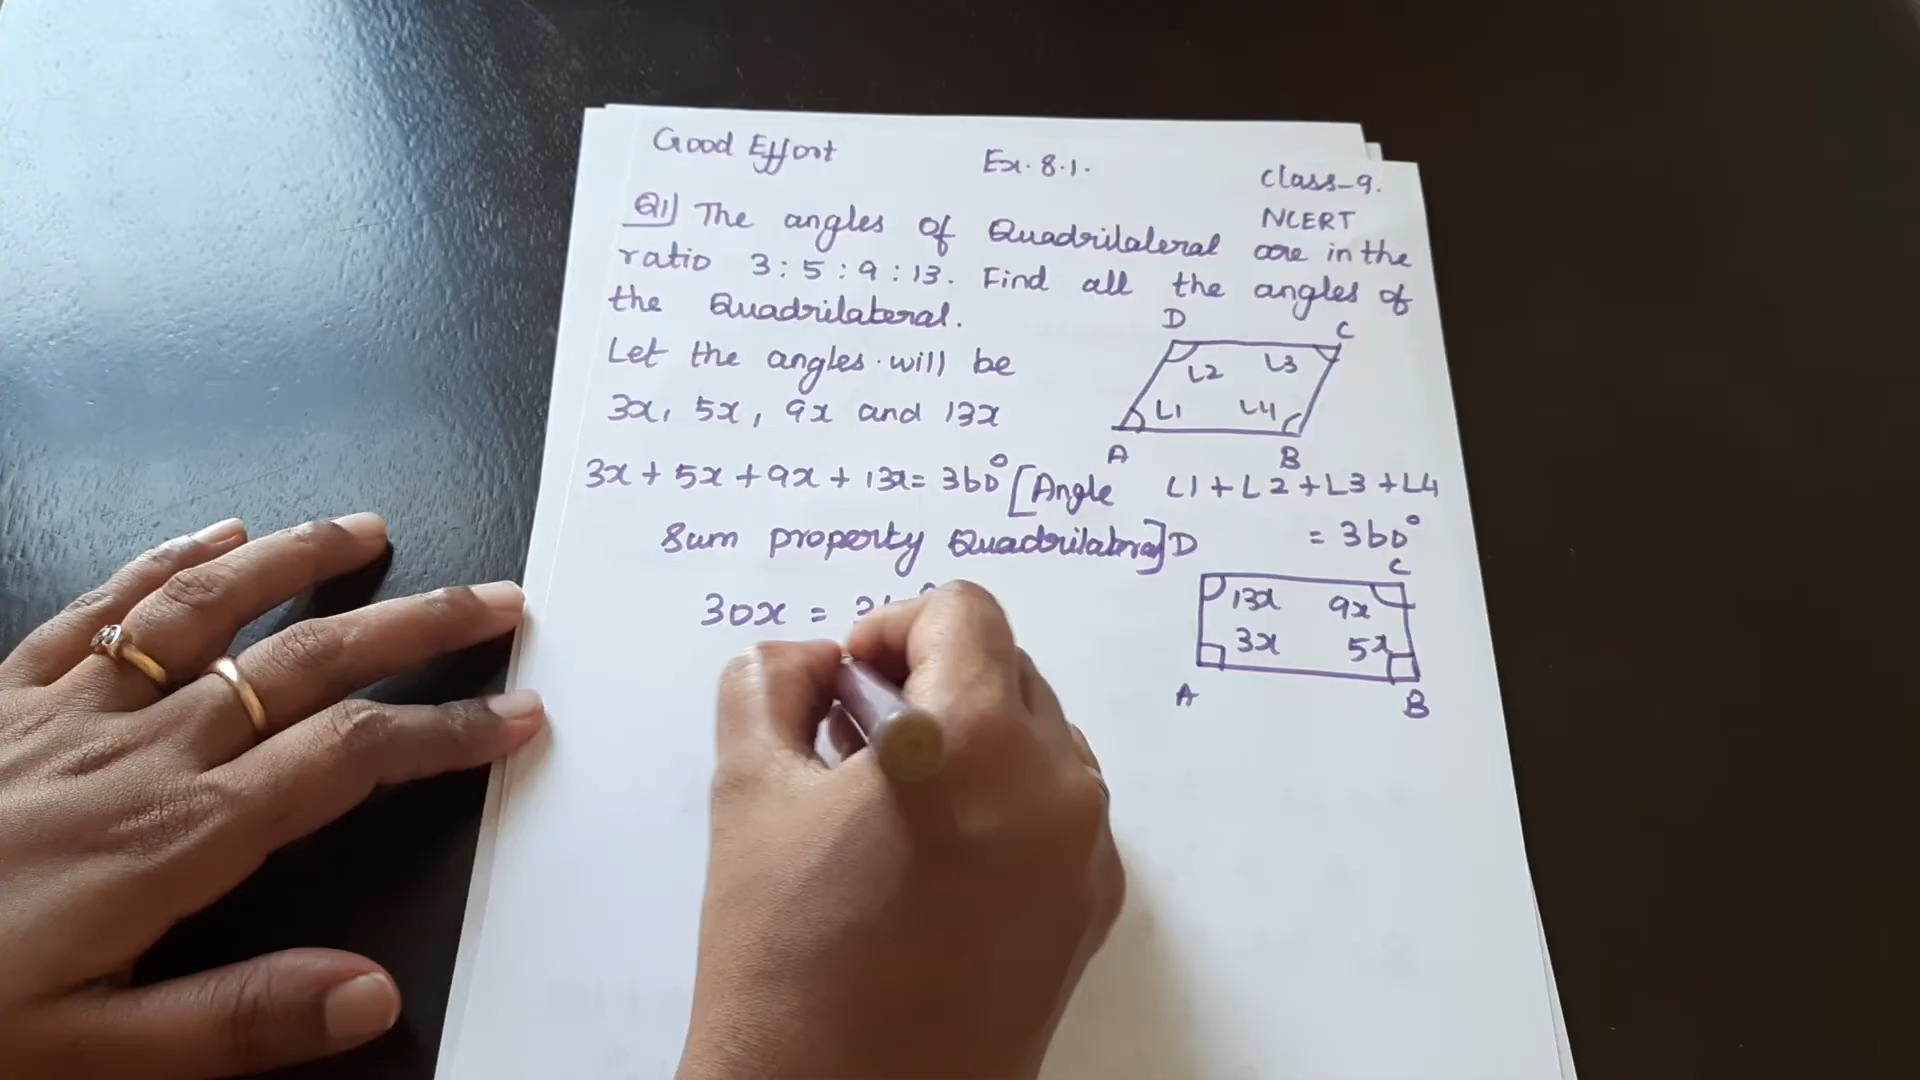 Good Effort
Ex. 8.1.
Class-9.
NCERT
Q1) The angles of Quadrilateral are in the
ratio 3 : 5 : 9 : 13. Find all the angles of
the Quadrilateral.
Let the angles will be
3x, 5x, 9x and 13x
D C
∠2 ∠3
∠1 ∠4
A B
3x + 5x + 9x + 13x = 360° [Angle
Sum property Quadrilateral]
∠1 + ∠2 + ∠3 + ∠4
= 360°
30x =
D C
13x 9x
3x 5x
A B